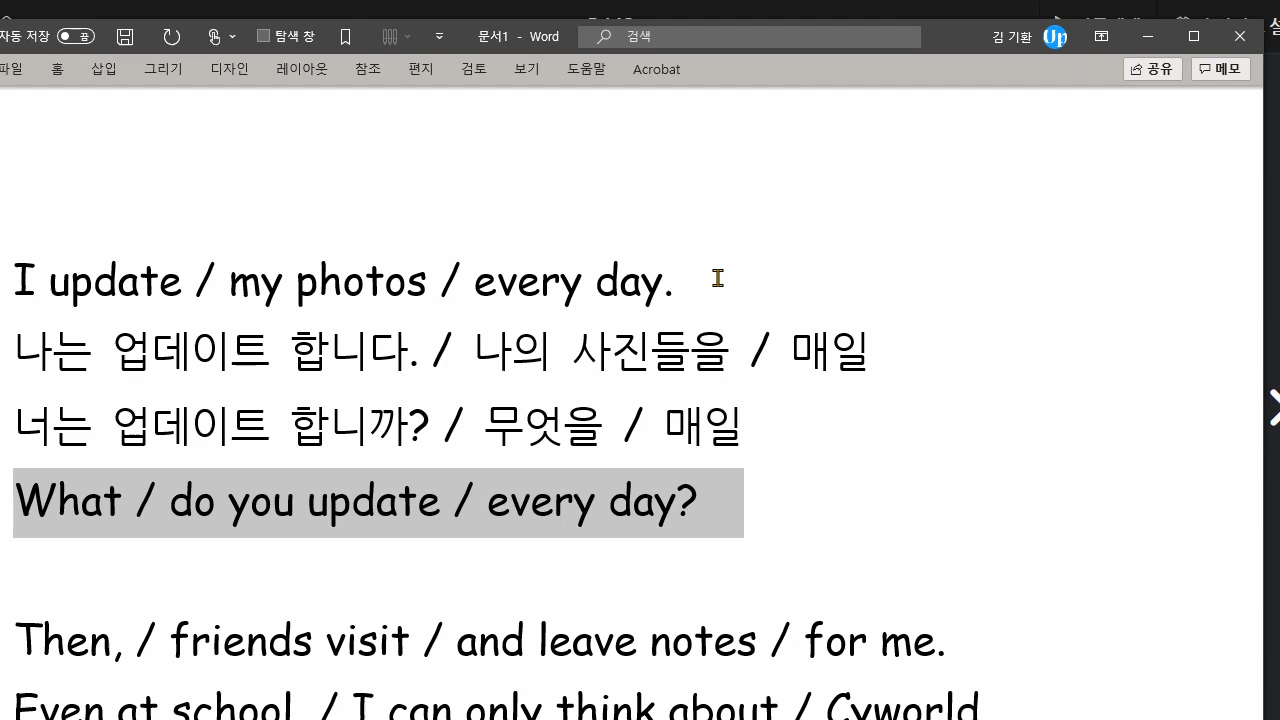 자동 저장 끔 탐색 창 문서1 - Word 검색 김 기환 Up
파일 홈 삽입 그리기 디자인 레이아웃 참조 편지 검토 보기 도움말 Acrobat 공유 메모
I update / my photos / every day.
나는 업데이트 합니다. / 나의 사진들을 / 매일
너는 업데이트 합니까? / 무엇을 / 매일
What / do you update / every day?
Then, / friends visit / and leave notes / for me.
Even at school, / I can only think about / Cyworld